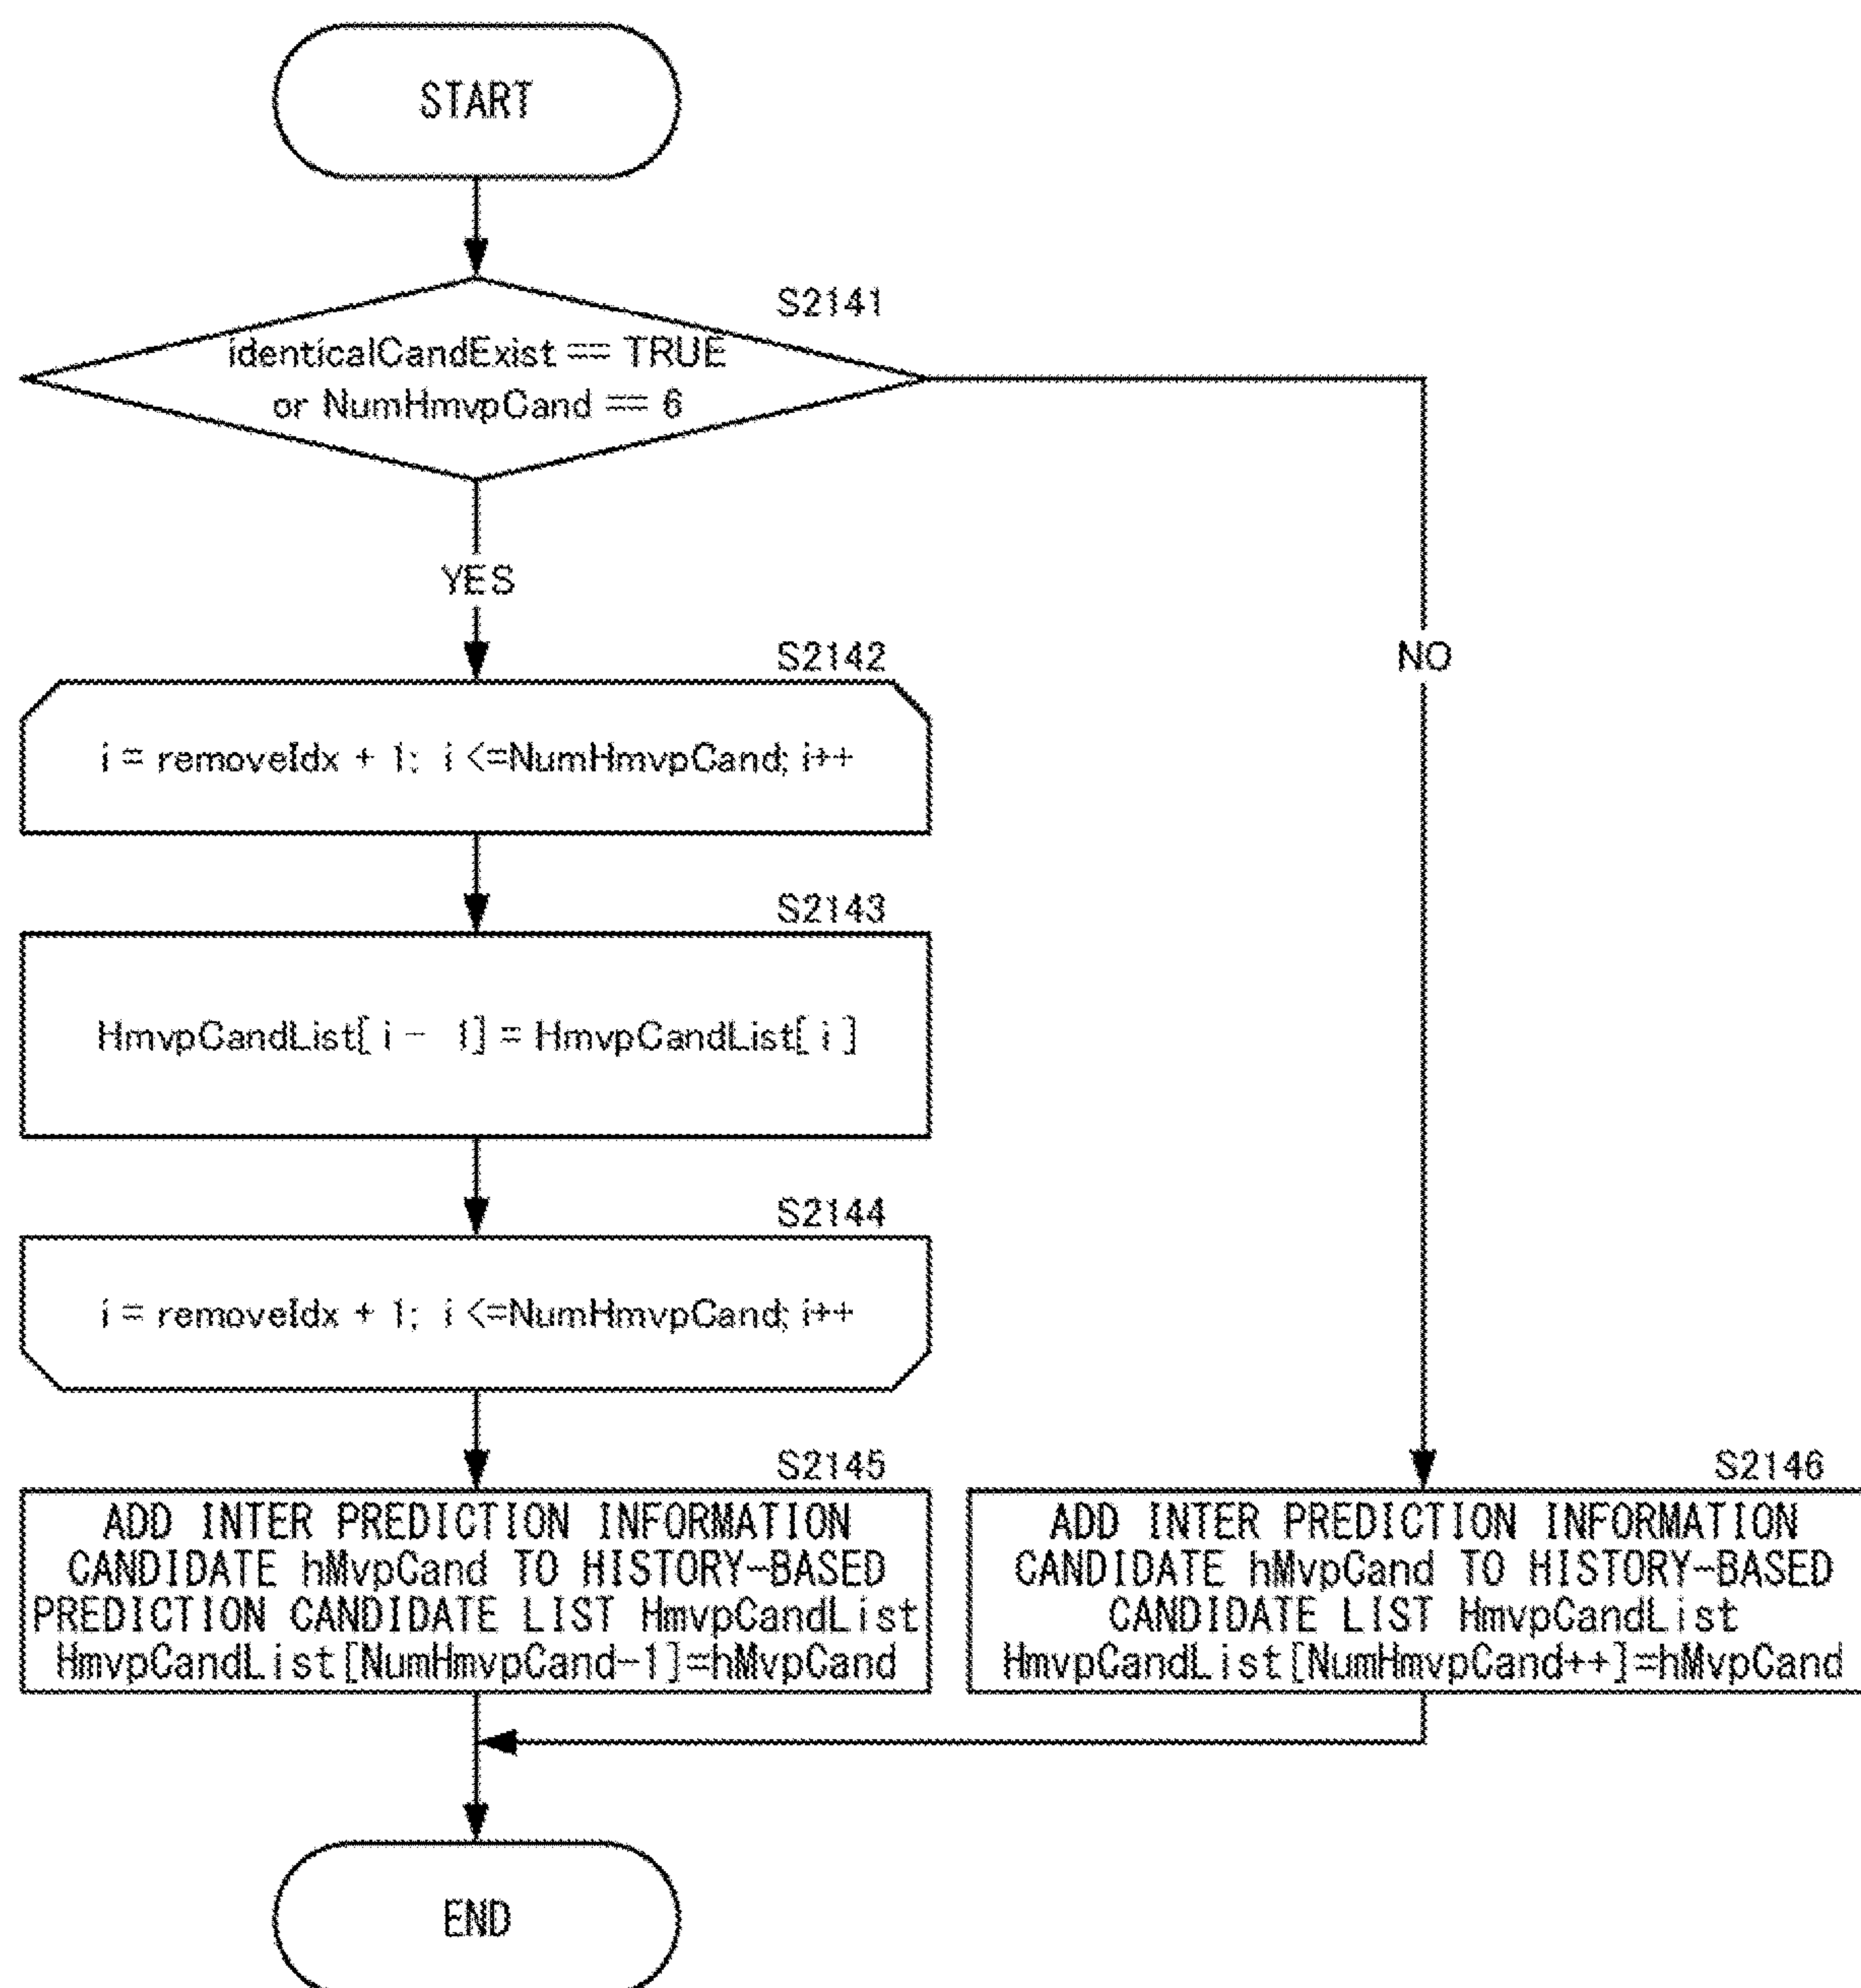 START
S2141
identicalCandExist == TRUE
or NumHmvpCand == 6
YES
NO
S2142
i = removeIdx + 1; i <=NumHmvpCand; i++
S2143
HmvpCandList[ i - 1] = HmvpCandList[ i ]
S2144
i = removeIdx + 1; i <=NumHmvpCand; i++
S2145
ADD INTER PREDICTION INFORMATION
CANDIDATE hMvpCand TO HISTORY-BASED
PREDICTION CANDIDATE LIST HmvpCandList
HmvpCandList[NumHmvpCand-1]=hMvpCand
S2146
ADD INTER PREDICTION INFORMATION
CANDIDATE hMvpCand TO HISTORY-BASED
CANDIDATE LIST HmvpCandList
HmvpCandList[NumHmvpCand++]=hMvpCand
END